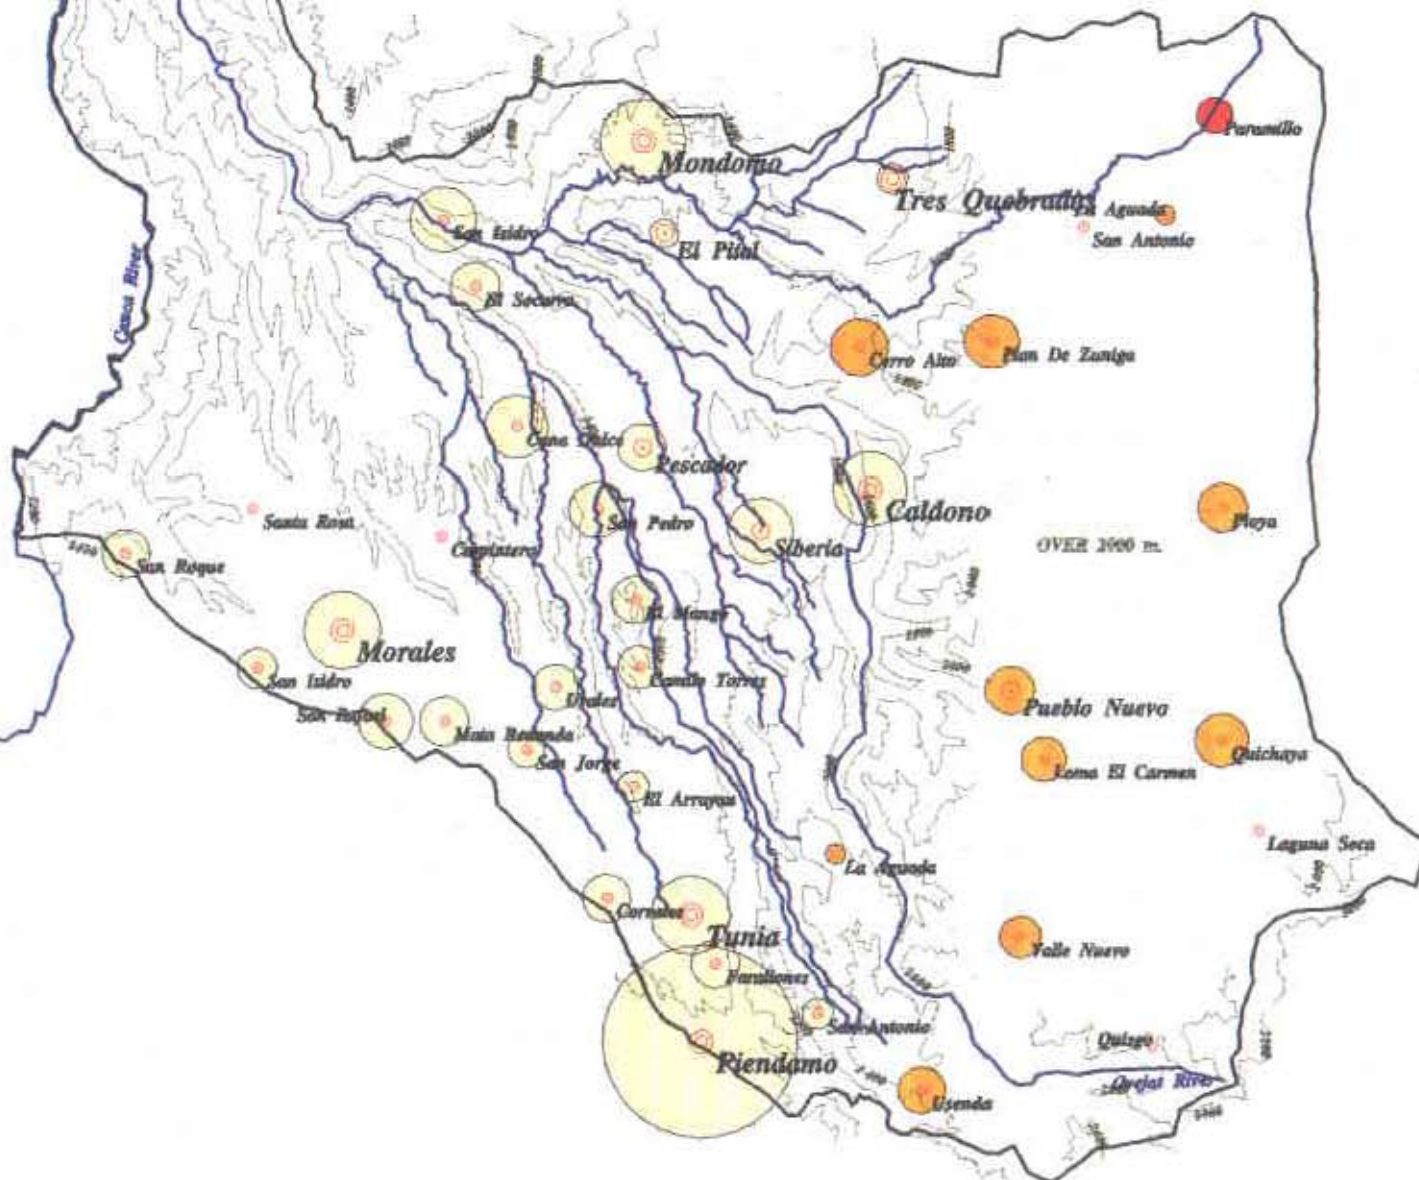 Mondomo
Paramillo
Tres Quebradas
La Aguada
San Antonio
San Isidro
El Pital
Cauca River
El Socorro
Cerro Alto
Plan De Zuniga
Cana Dulce
Pescador
Caldono
Playa
San Pedro
Santa Rosa
Siberia
Carpintero
OVER 2000 m.
San Roque
El Mango
Morales
San Isidro
Camilo Torres
Pueblo Nuevo
San Rafael
Mata Redonda
San Jorge
Quichaya
Loma El Carmen
El Arrayan
Laguna Seca
La Aguada
Cornales
Tunia
Valle Nuevo
Farallones
San Antonio
Quizgo
Piendamo
Ovejas River
Usenda